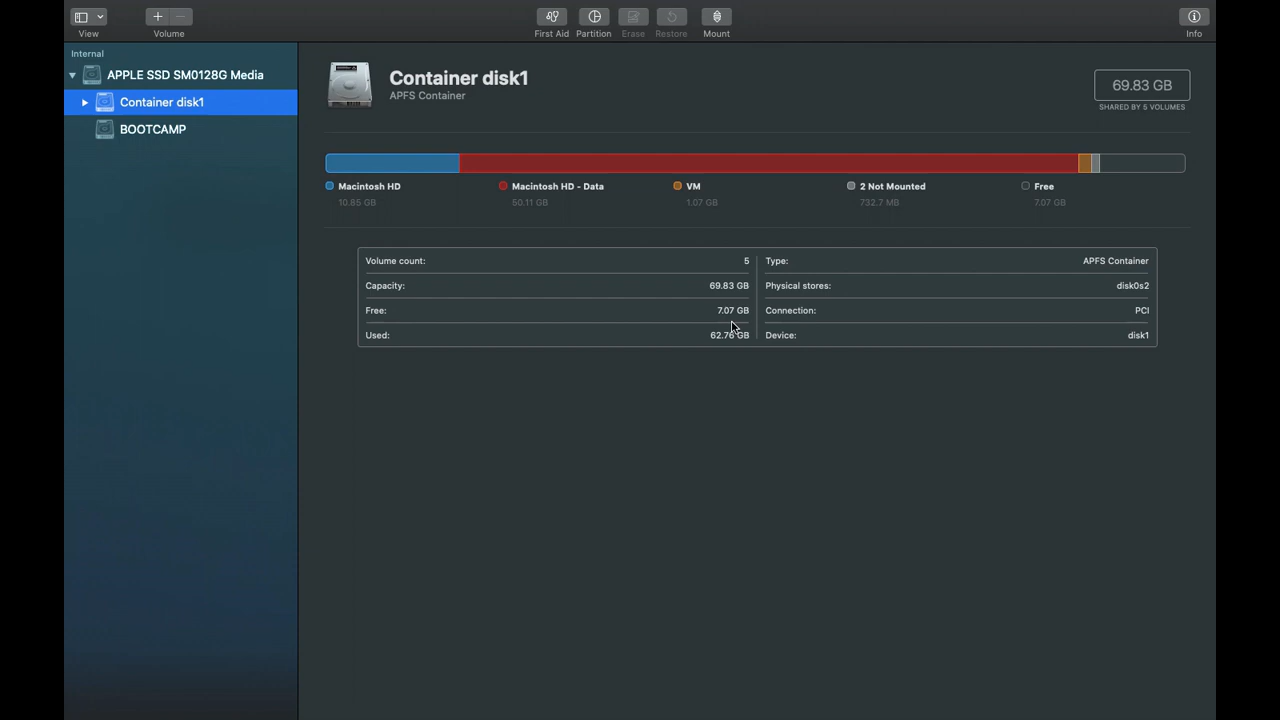 View
Volume
First Aid
Partition
Erase
Restore
Mount
Info
Internal
APPLE SSD SM0128G Media
Container disk1
BOOTCAMP
Container disk1
APFS Container
69.83 GB
SHARED BY 5 VOLUMES
Macintosh HD
10.85 GB
Macintosh HD - Data
50.11 GB
VM
1.07 GB
2 Not Mounted
732.7 MB
Free
7.07 GB
Volume count: 5
Capacity: 69.83 GB
Free: 7.07 GB
Used: 62.76 GB
Type: APFS Container
Physical stores: disk0s2
Connection: PCI
Device: disk1